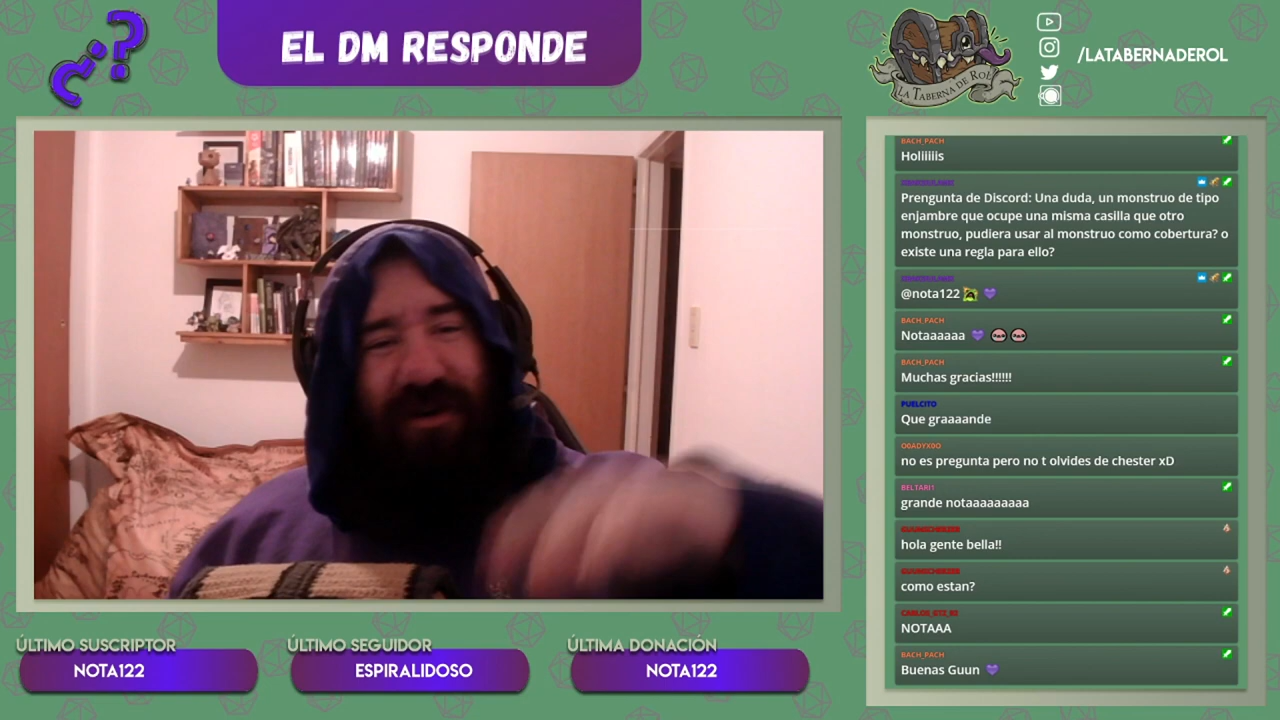 EL DM RESPONDE
LA TABERNA DE ROL
/LATABERNADEROL
BACH_PACH
Holiiiiis
Prengunta de Discord: Una duda, un monstruo de tipo
enjambre que ocupe una misma casilla que otro
monstruo, pudiera usar al monstruo como cobertura? o
existe una regla para ello?
@nota122
BACH_PACH
Notaaaaaa
BACH_PACH
Muchas gracias!!!!!!
PUELCITO
Que graaaande
no es pregunta pero no t olvides de chester xD
BELTARI1
grande notaaaaaaaaa
hola gente bella!!
como estan?
NOTAAA
BACH_PACH
Buenas Guun
ÚLTIMO SUSCRIPTOR
NOTA122
ÚLTIMO SEGUIDOR
ESPIRALIDOSO
ÚLTIMA DONACIÓN
NOTA122